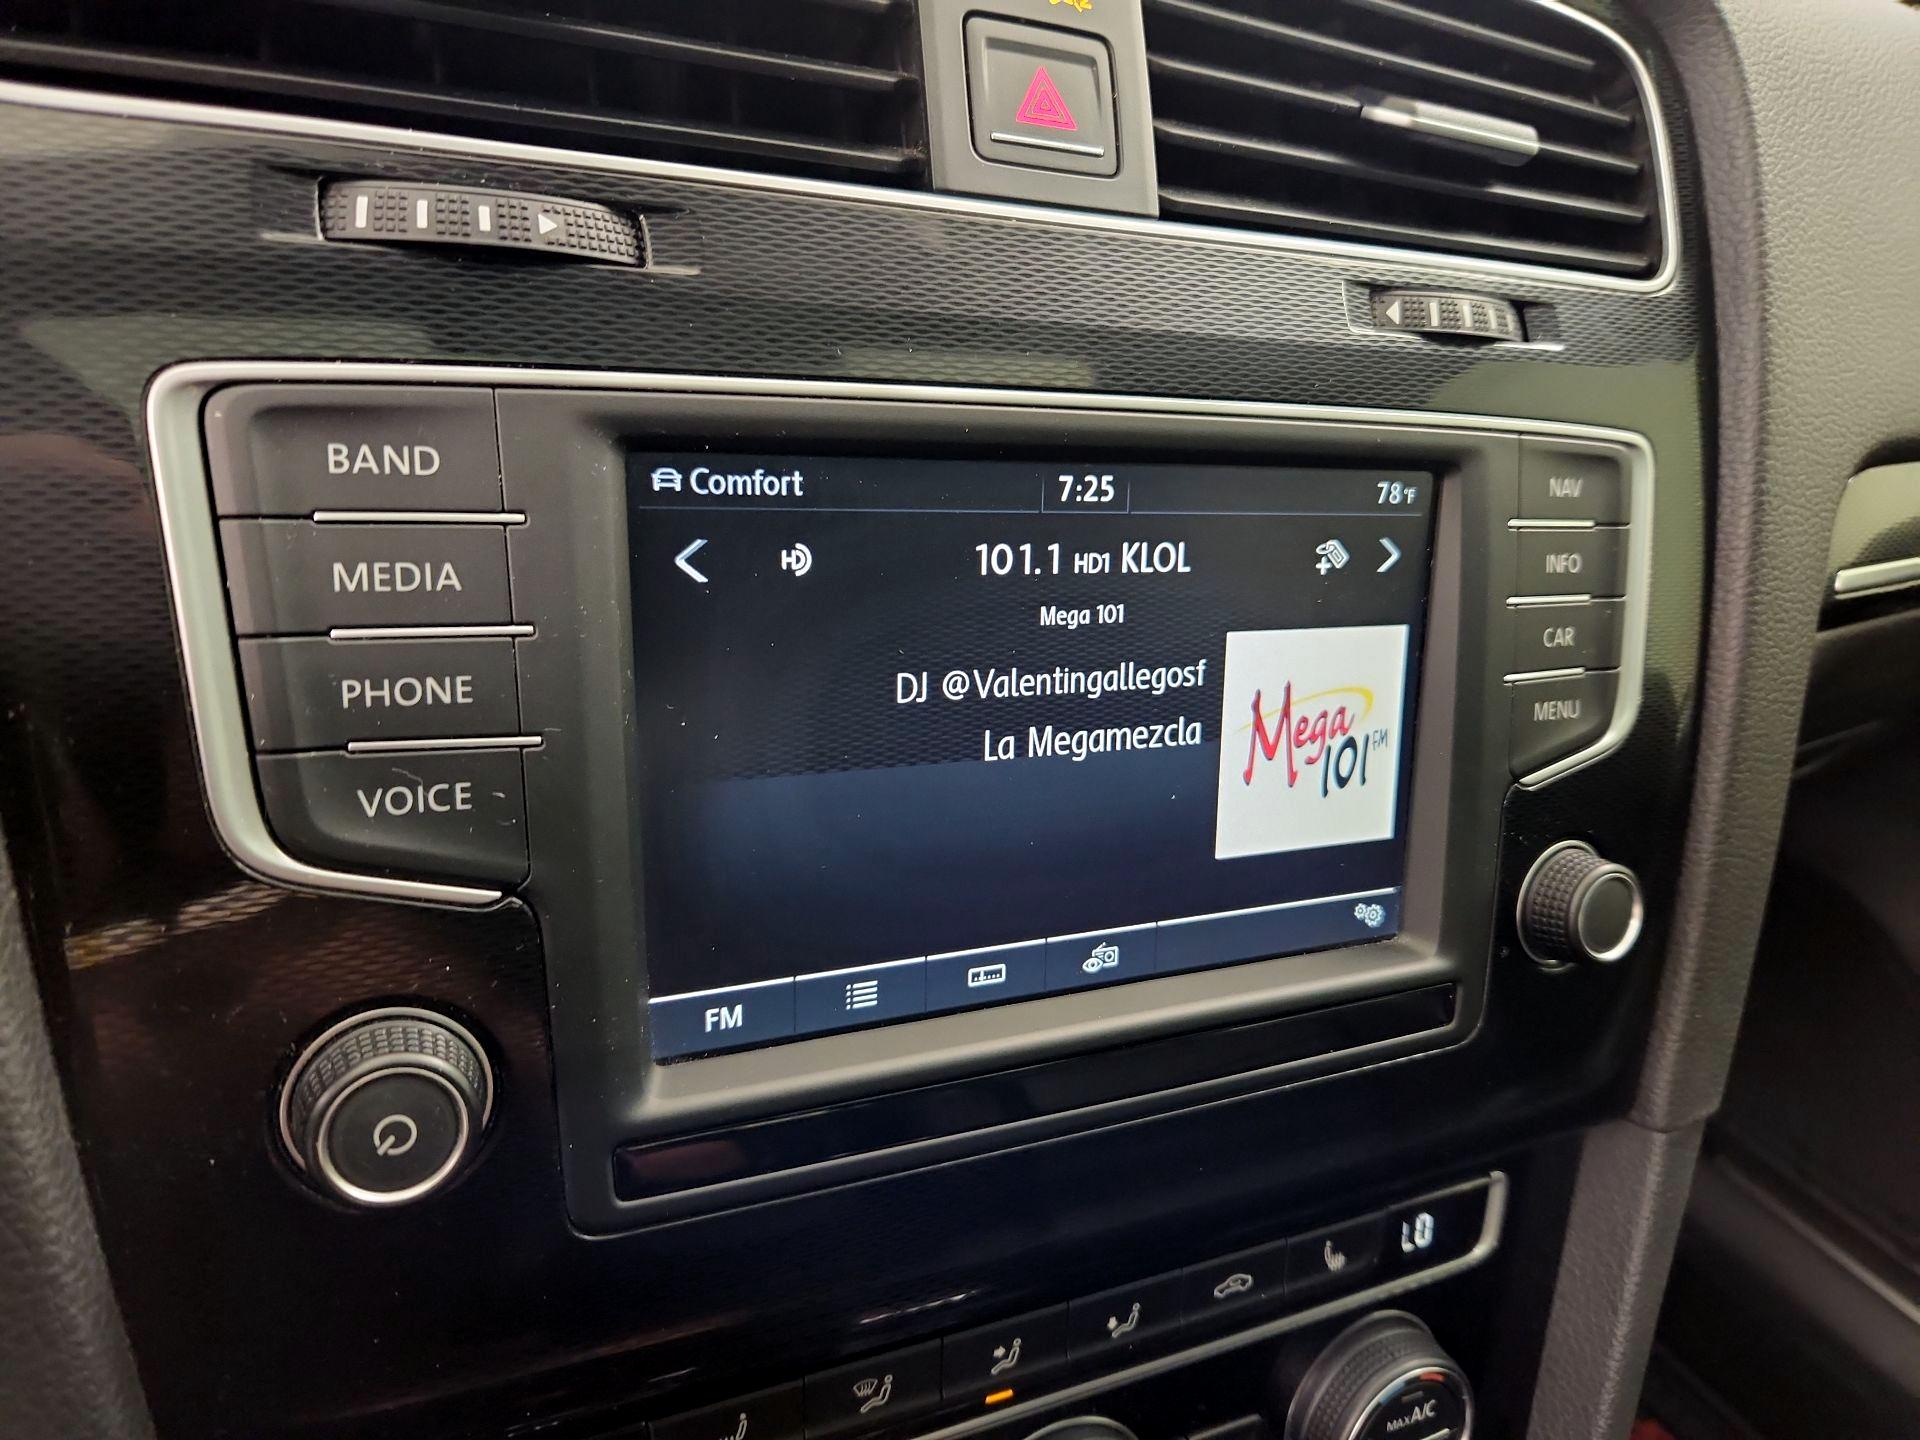 BAND
MEDIA
PHONE
VOICE
Comfort
7:25
78°F
HD
101.1 HD1 KLOL
Mega 101
DJ @Valentingallegosf
La Megamezcla
Mega
101 FM
FM
NAV
INFO
CAR
MENU
LO
MAX A/C